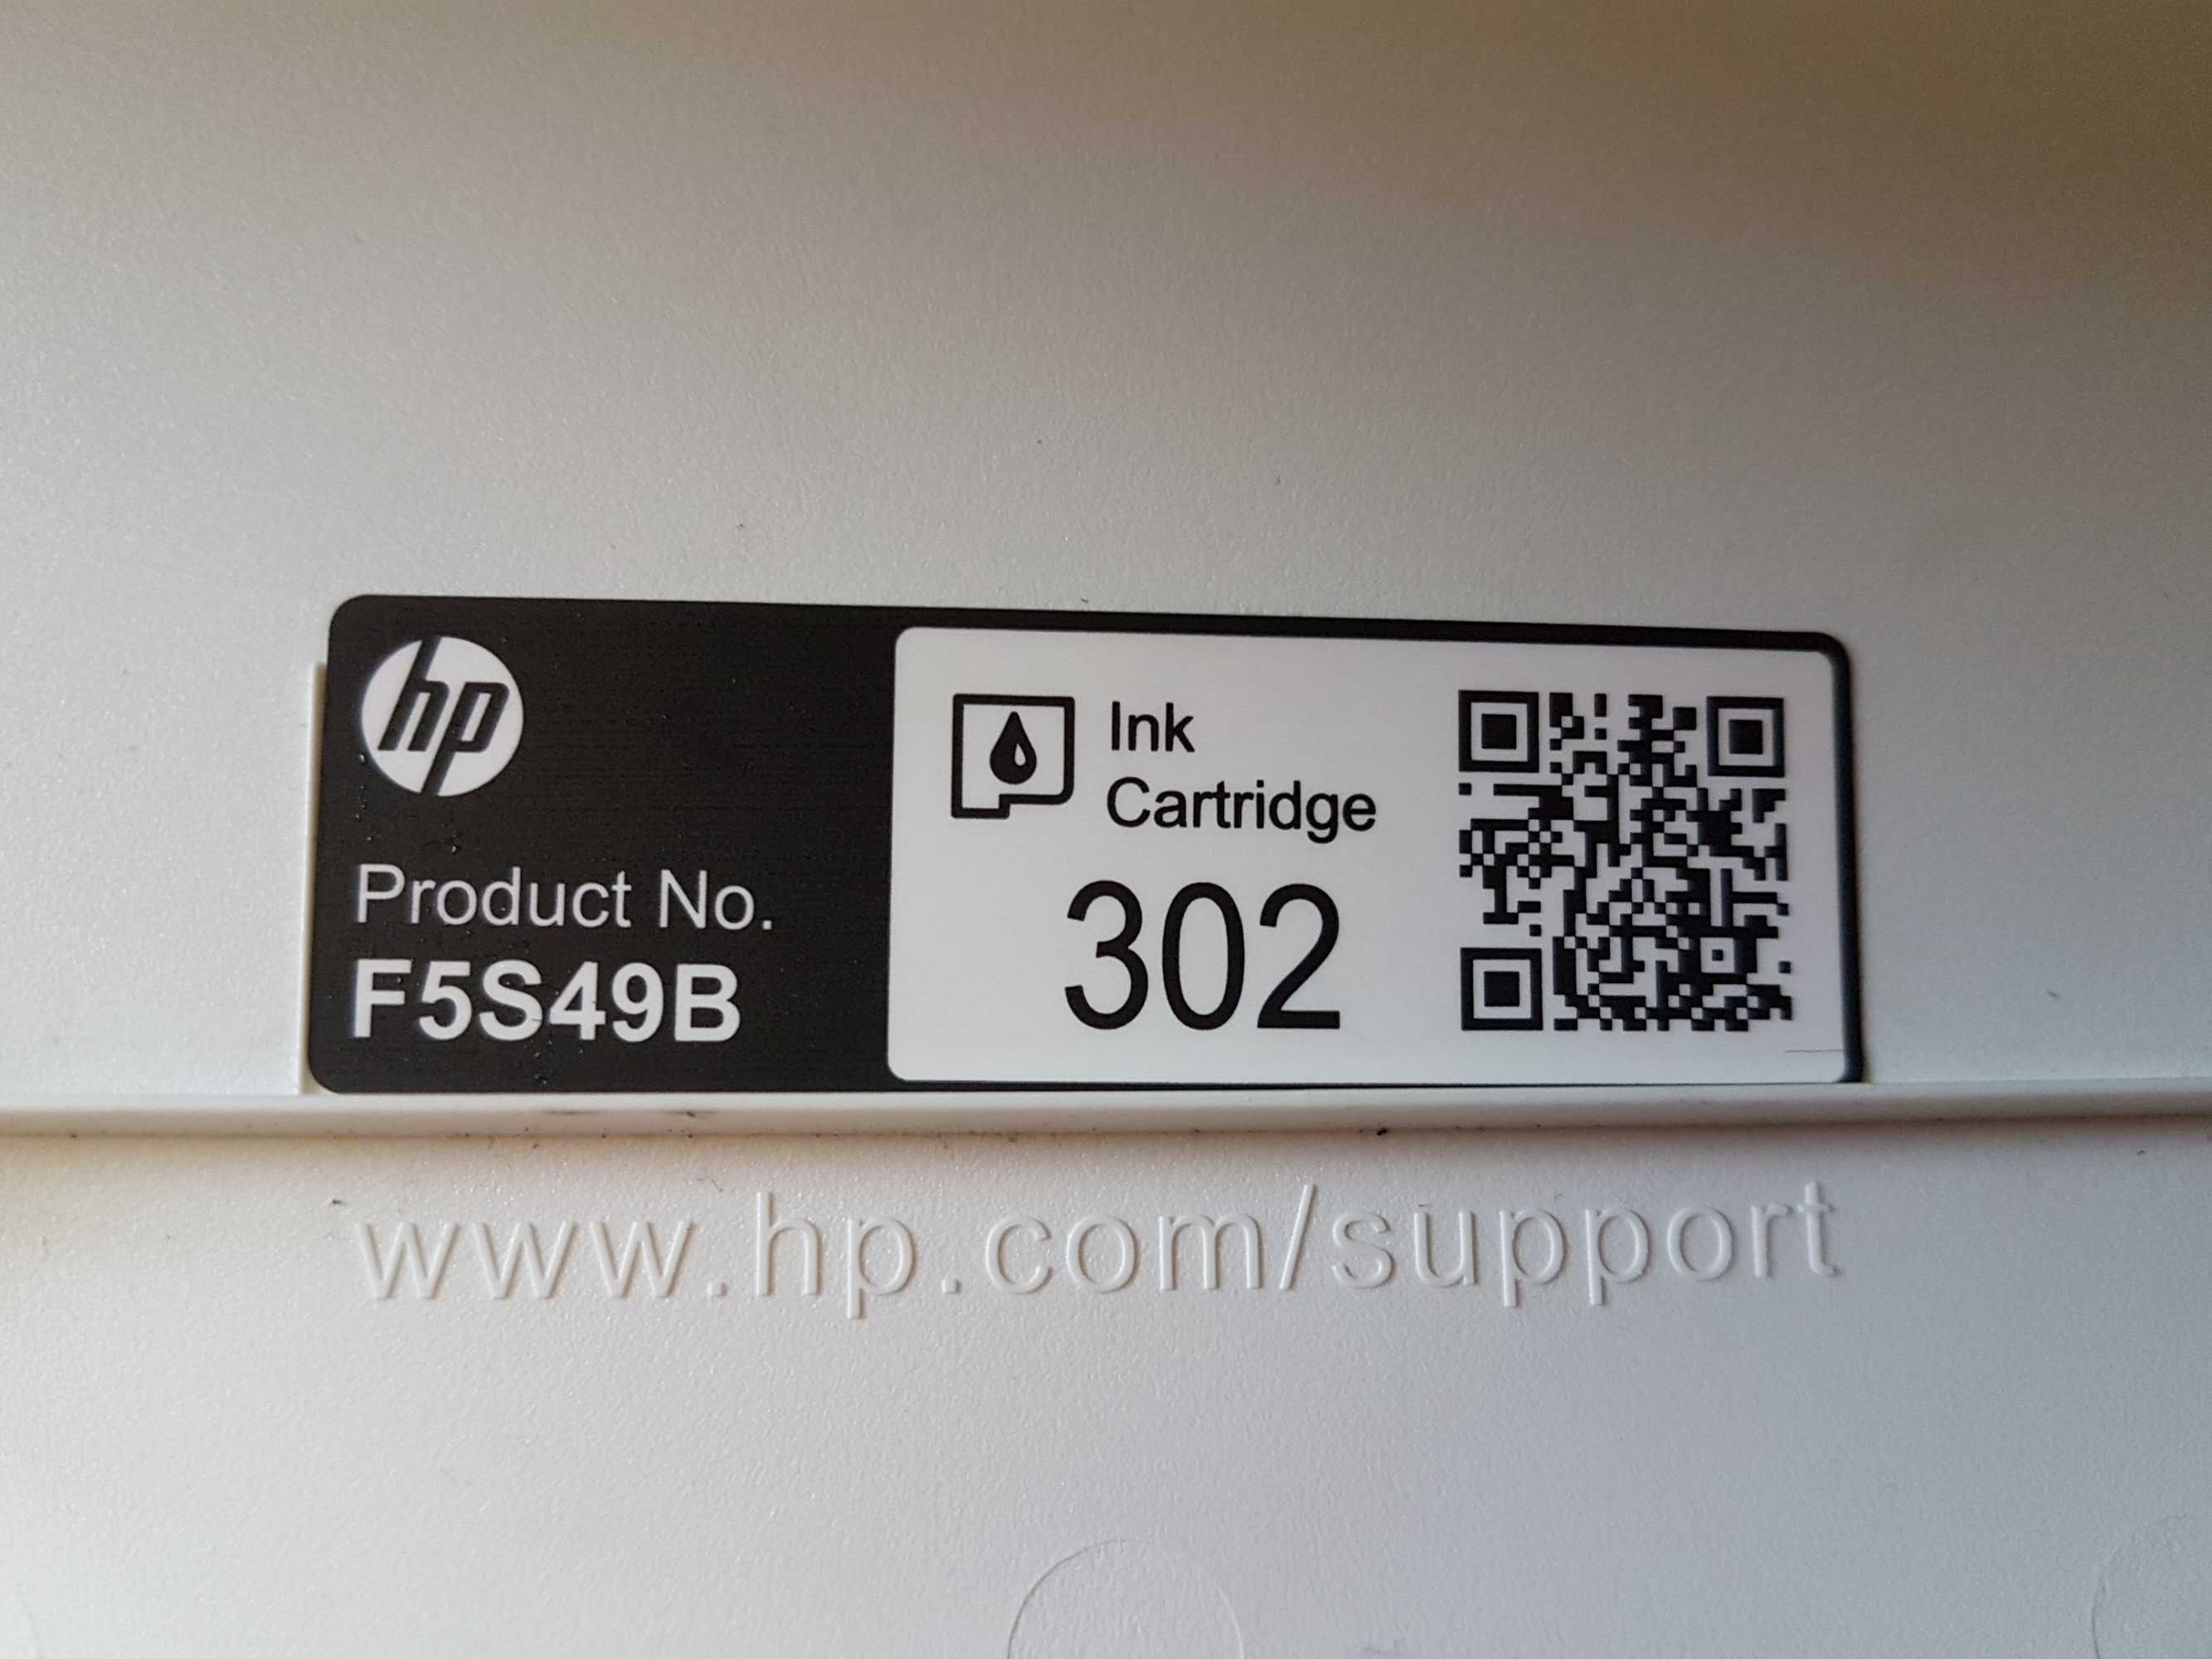 hp
Product No.
F5S49B
Ink
Cartridge
302
www.hp.com/support